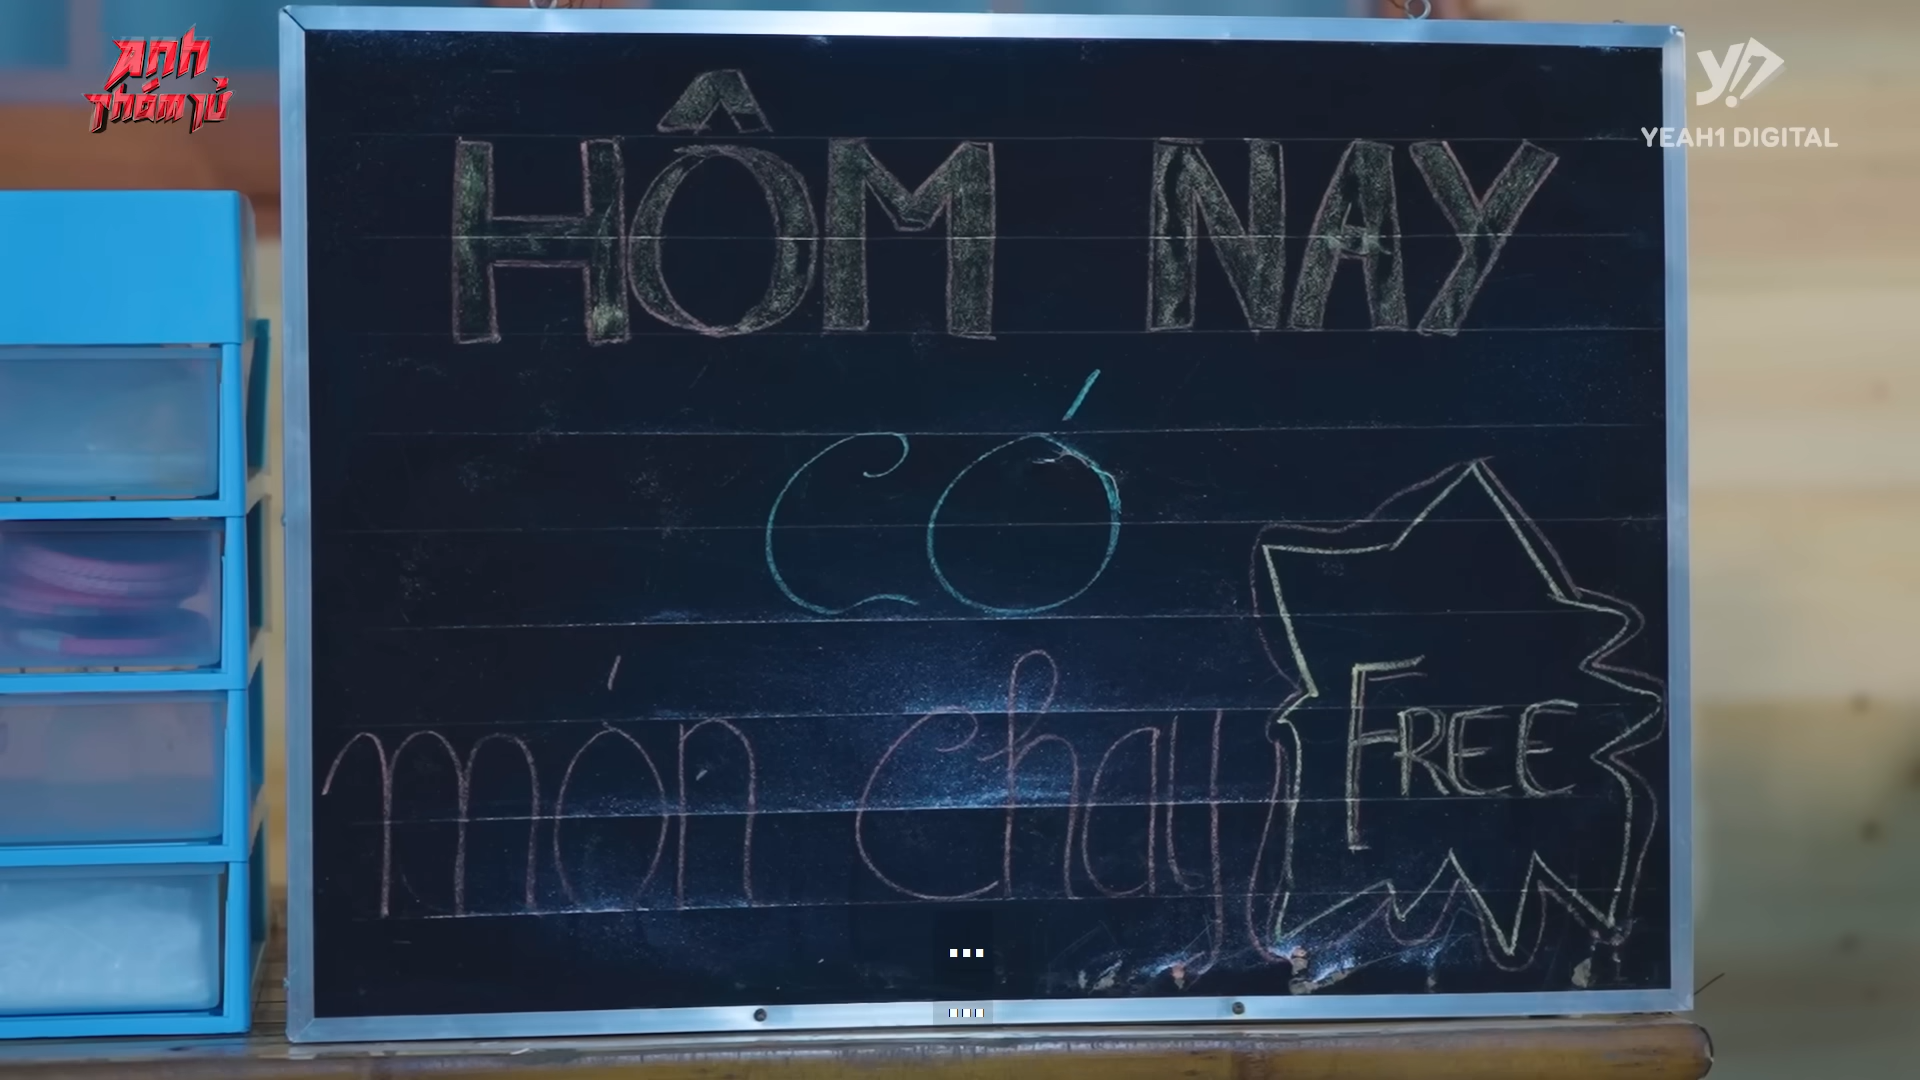 Anh
Thám Tử
YEAH1 DIGITAL
HÔM NAY
CÓ
món chay
FREE
...
...